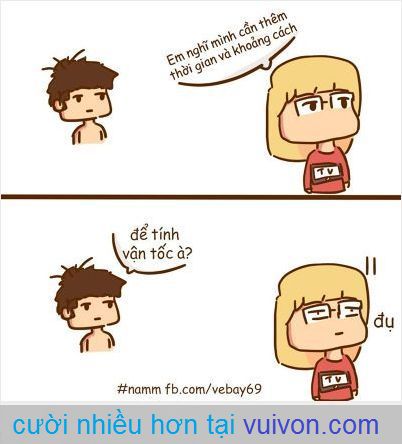 Em nghĩ mình cần thêm
thời gian và khoảng cách
TV
để tính
vận tốc à?
đụ
TV
#namm fb.com/vebay69
cười nhiều hơn tại vuivon.com